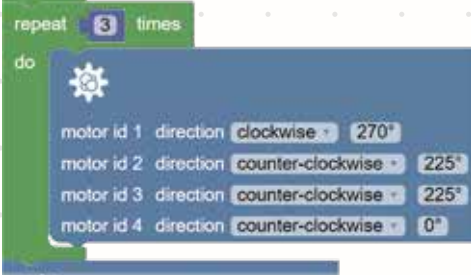 repeat 3 times
do
motor id 1 direction clockwise 270°
motor id 2 direction counter-clockwise 225°
motor id 3 direction counter-clockwise 225°
motor id 4 direction counter-clockwise 0°